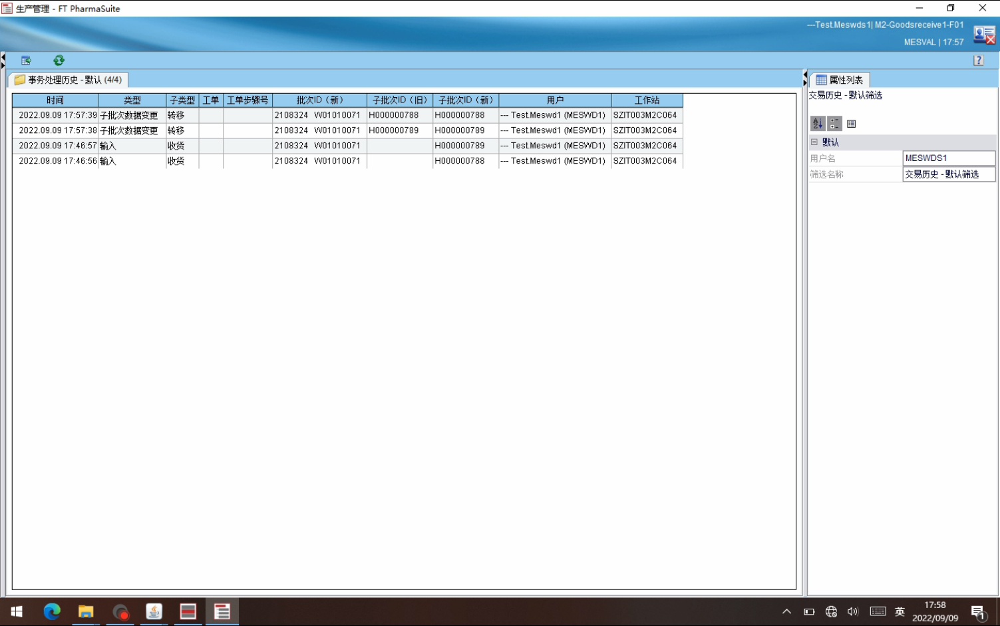 生产管理 - FT PharmaSuite
---Test.Meswds1| M2-Goodsreceive1-F01
MESVAL | 17:57
事务处理历史 - 默认 (4/4)
时间 类型 子类型 工单 工单步骤号 批次ID（新） 子批次ID（旧） 子批次ID（新） 用户 工作站
2022.09.09 17:57:39 子批次数据变更 转移 2108324 W01010071 H000000788 H000000788 --- Test.Meswd1 (MESWD1) SZIT003M2C064
2022.09.09 17:57:38 子批次数据变更 转移 2108324 W01010071 H000000789 H000000789 --- Test.Meswd1 (MESWD1) SZIT003M2C064
2022.09.09 17:46:57 输入 收货 2108324 W01010071 H000000789 --- Test.Meswd1 (MESWD1) SZIT003M2C064
2022.09.09 17:46:56 输入 收货 2108324 W01010071 H000000788 --- Test.Meswd1 (MESWD1) SZIT003M2C064
属性列表
交易历史 - 默认筛选
默认
用户名 MESWDS1
筛选名称 交易历史 - 默认筛选
英
17:58
2022/09/09
1